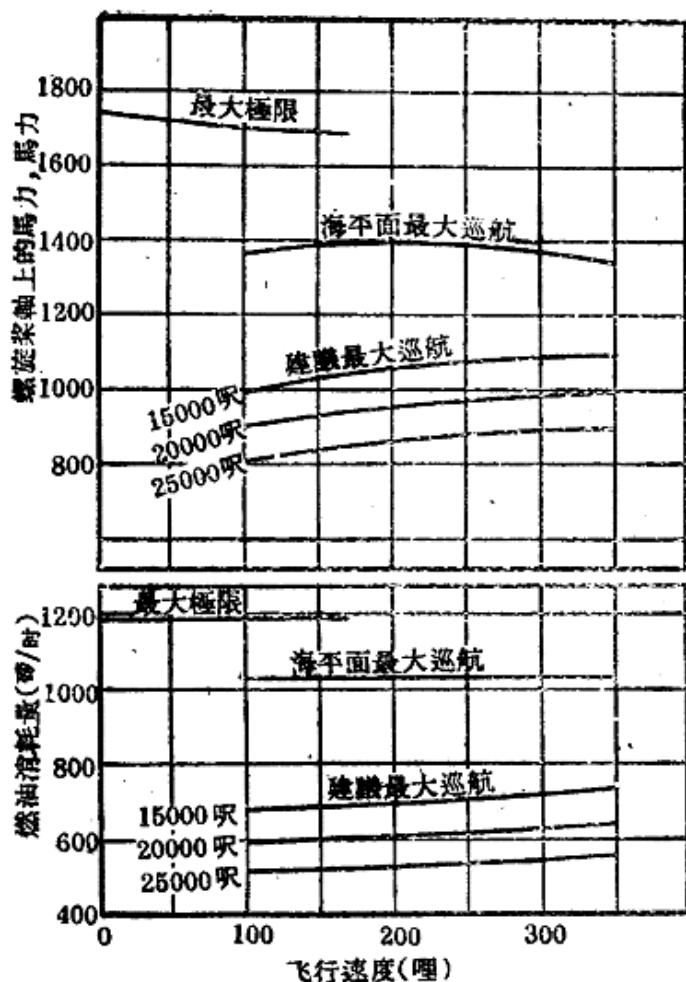 螺旋桨軸上的馬力,馬力
1800
1600
1400
1200
1000
800
最大極限
海平面最大巡航
建議最大巡航
15000呎
20000呎
25000呎
燃油消耗量(磅/时)
1200
1000
800
600
400
最大極限
海平面最大巡航
建議最大巡航
15000呎
20000呎
25000呎
0 100 200 300
飞行速度(哩)